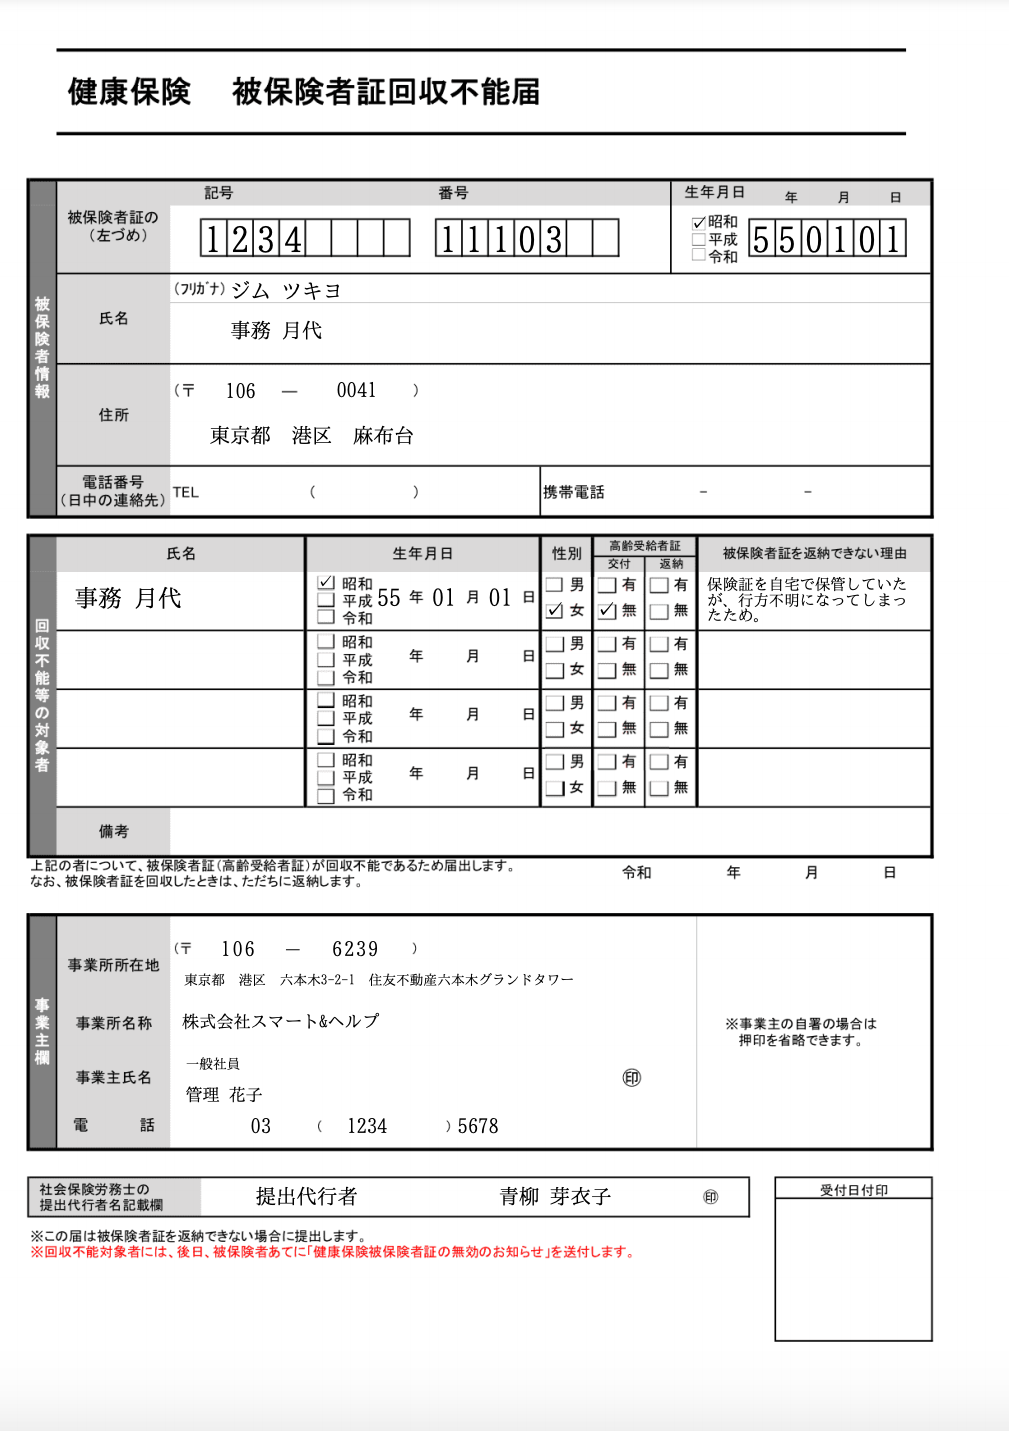 健康保険 被保険者証回収不能届
被保険者情報
被保険者証の
(左づめ)
記号 番号 生年月日 年 月 日
1234 11103 ☑昭和 □平成 □令和 550101
氏名
(フリガナ) ジム ツキヨ
事務 月代
住所
(〒 106 — 0041 )
東京都 港区 麻布台
電話番号
(日中の連絡先)
TEL ( ) 携帯電話 - -
回収不能等の対象者
氏名 生年月日 性別 高齢受給者証 被保険者証を返納できない理由
交付 返納
事務 月代 ☑昭和 □平成 □令和 55 年 01 月 01 日 □男 ☑女 □有 ☑無 □有 □無
保険証を自宅で保管していた
が、行方不明になってしまっ
たため。
□昭和 □平成 □令和 年 月 日 □男 □女 □有 □無 □有 □無
□昭和 □平成 □令和 年 月 日 □男 □女 □有 □無 □有 □無
□昭和 □平成 □令和 年 月 日 □男 □女 □有 □無 □有 □無
備考
上記の者について、被保険者証(高齢受給者証)が回収不能であるため届出します。
なお、被保険者証を回収したときは、ただちに返納します。
令和 年 月 日
事業主欄
事業所所在地
(〒 106 — 6239 )
東京都 港区 六本木3-2-1 住友不動産六本木グランドタワー
事業所名称 株式会社スマート&ヘルプ
事業主氏名
一般社員
管理 花子 ㊞
電 話 03 ( 1234 ) 5678
※事業主の自署の場合は
押印を省略できます。
社会保険労務士の
提出代行者名記載欄
提出代行者 青柳 芽衣子 ㊞
受付日付印
※この届は被保険者証を返納できない場合に提出します。
※回収不能対象者には、後日、被保険者あてに「健康保険被保険者証の無効のお知らせ」を送付します。